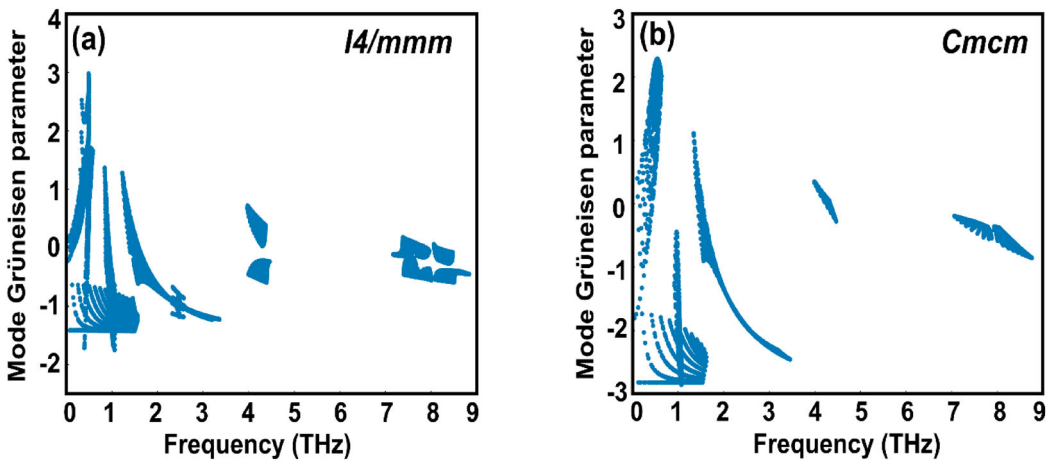 (a)
I4/mmm
Mode Grüneisen parameter
4
3
2
1
0
-1
-2
0 1 2 3 4 5 6 7 8 9
Frequency (THz)
(b)
Cmcm
Mode Grüneisen parameter
3
2
1
0
-1
-2
-3
0 1 2 3 4 5 6 7 8 9
Frequency (THz)